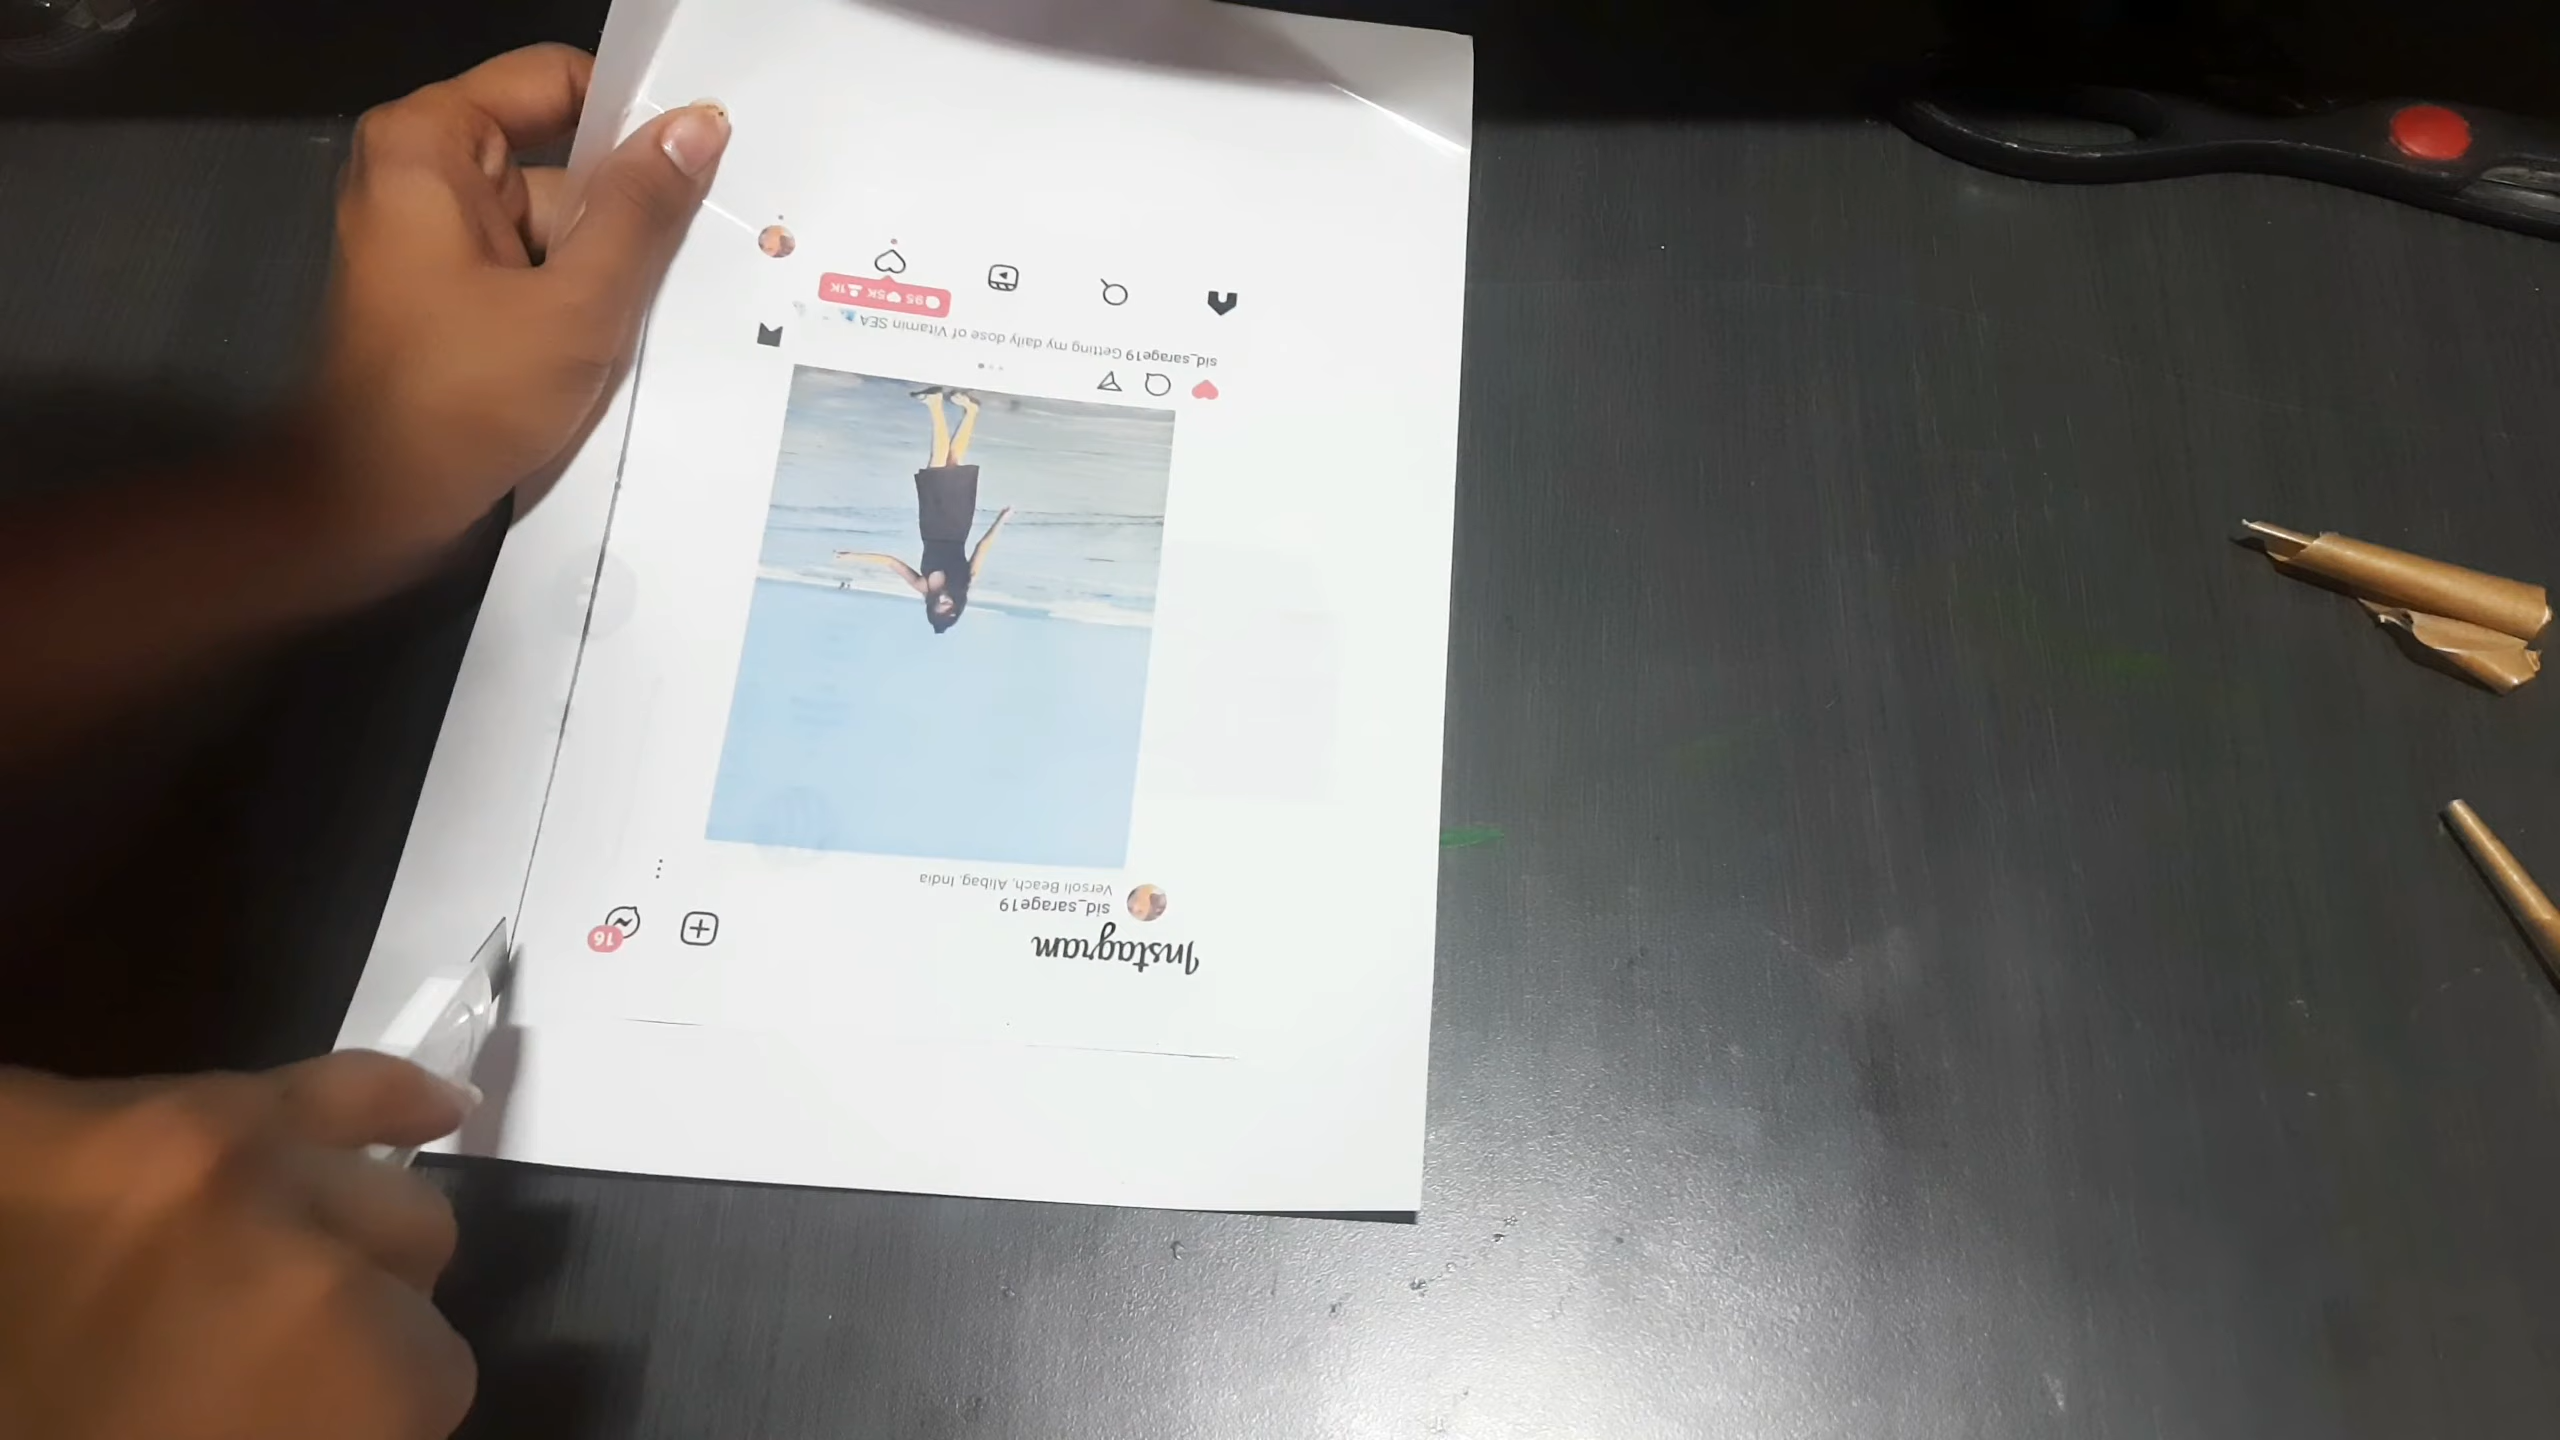 Instagram
16
sid_sarage19
Versoli Beach, Alibag, India
sid_sarage19 Getting my daily dose of Vitamin SEA
95 5K 1K